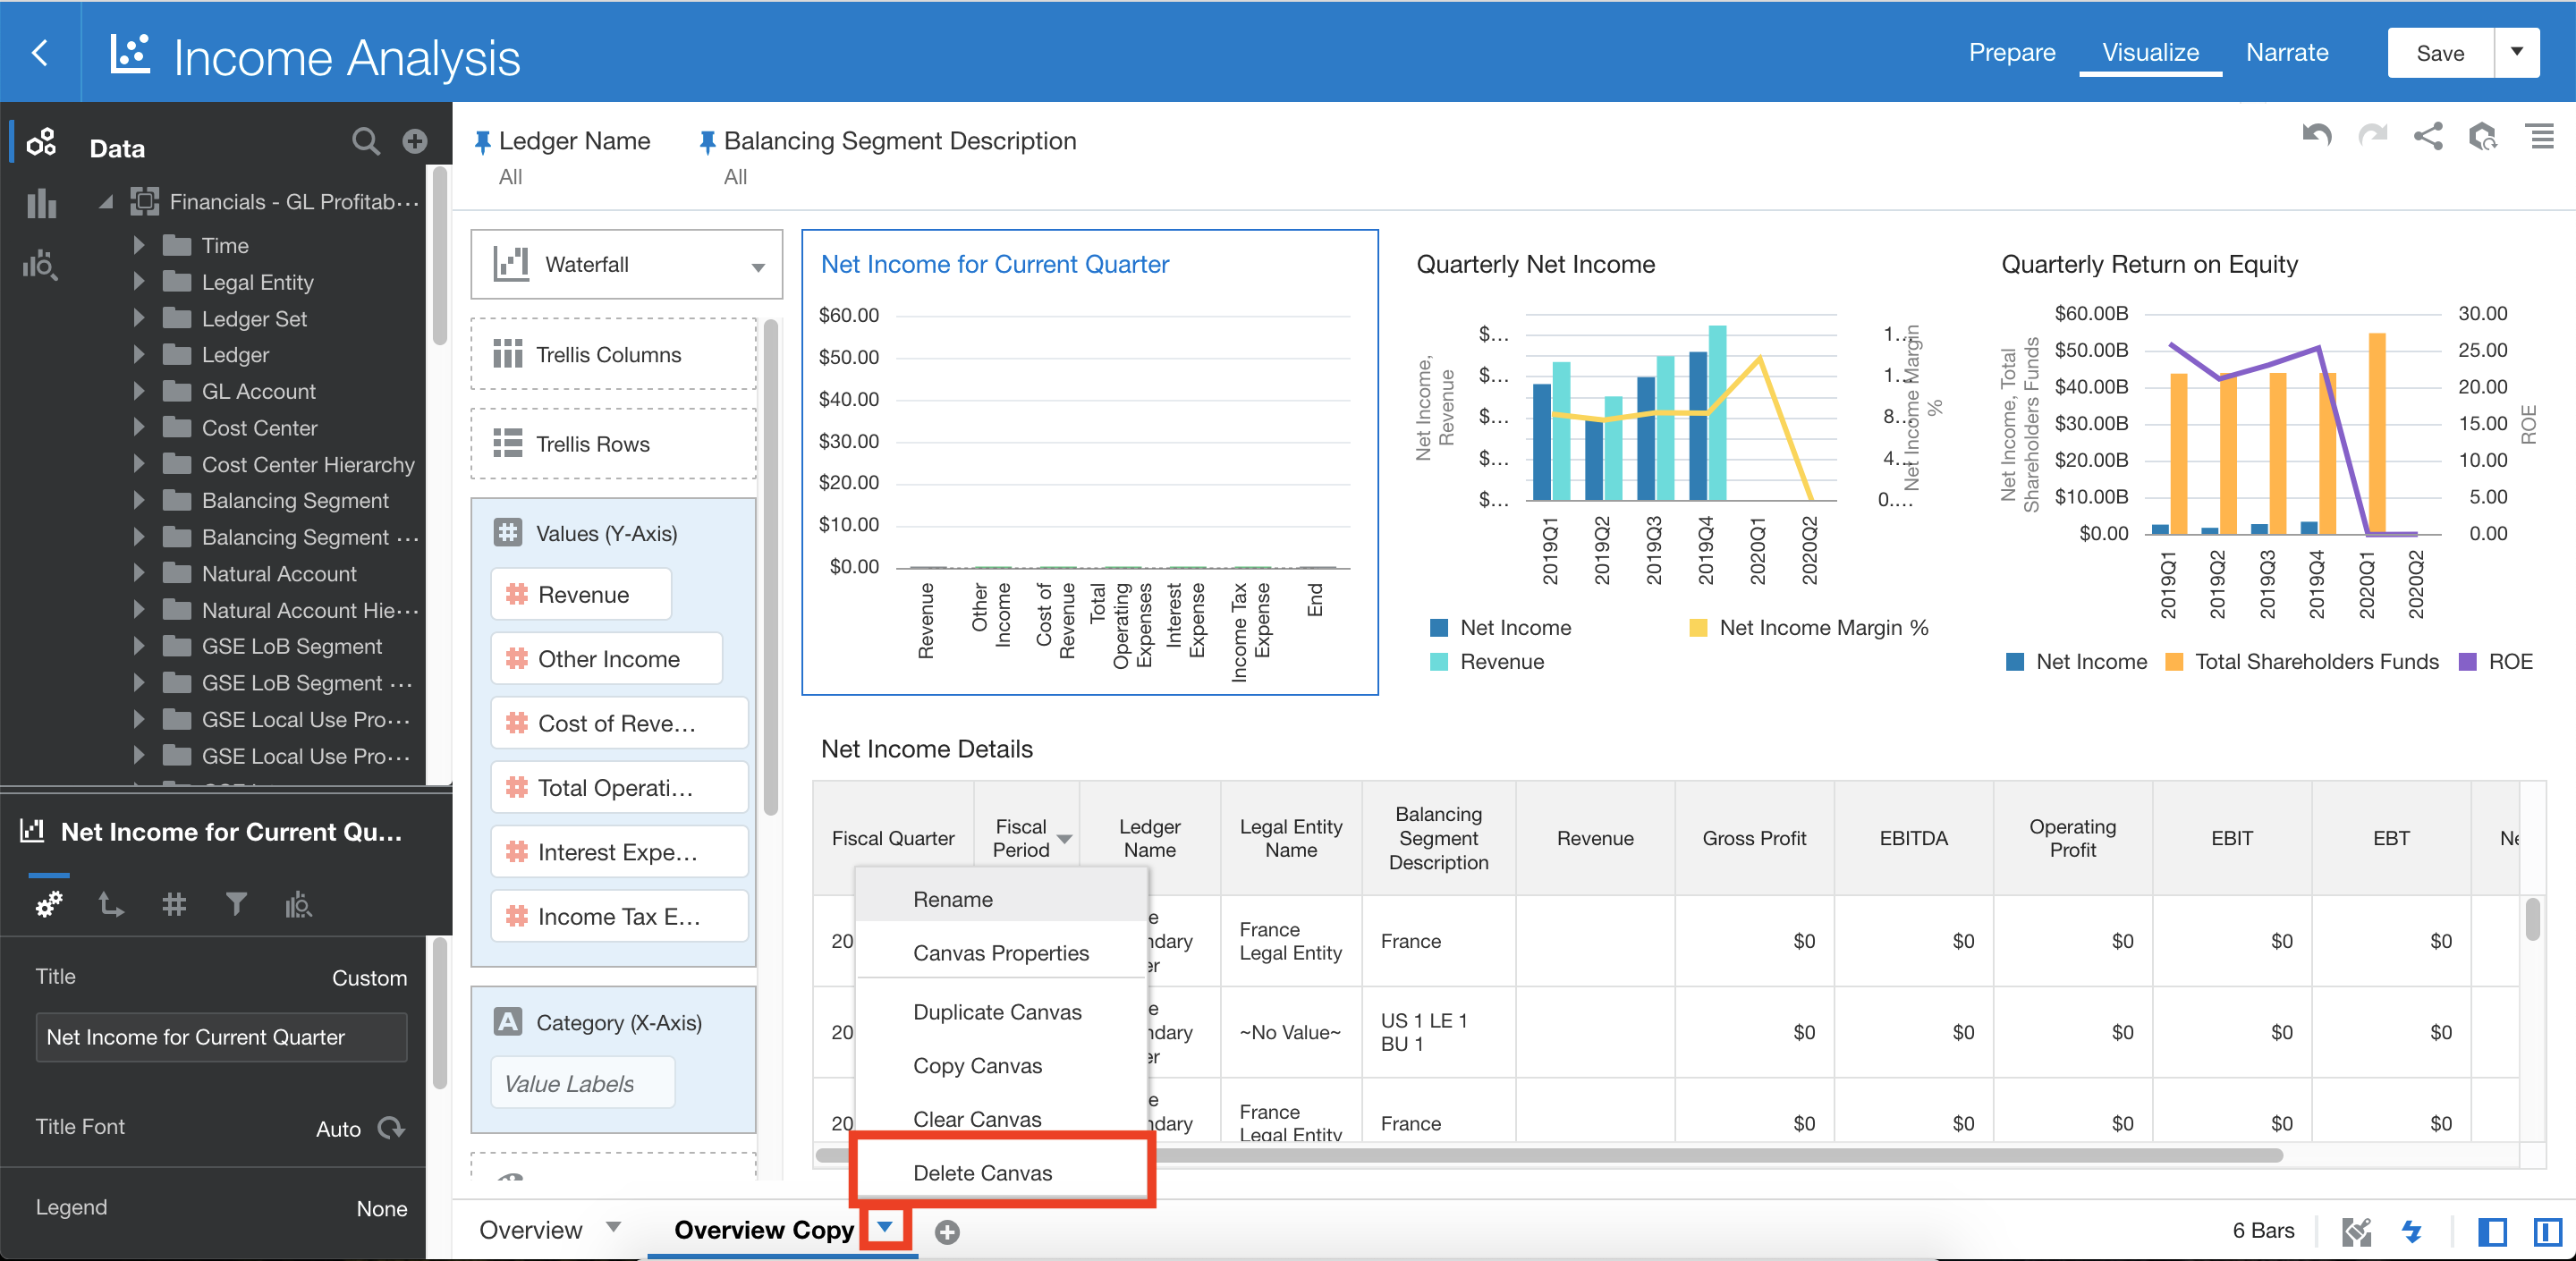 Income Analysis
Prepare
Visualize
Narrate
Save
Data
Financials - GL Profitab...
Time
Legal Entity
Ledger Set
Ledger
GL Account
Cost Center
Cost Center Hierarchy
Balancing Segment
Balancing Segment ...
Natural Account
Natural Account Hie...
GSE LoB Segment
GSE LoB Segment ...
GSE Local Use Pro...
GSE Local Use Pro...
Net Income for Current Qu...
Title
Custom
Net Income for Current Quarter
Title Font
Auto
Legend
None
Ledger Name
All
Balancing Segment Description
All
Waterfall
Trellis Columns
Trellis Rows
Values (Y-Axis)
Revenue
Other Income
Cost of Reve...
Total Operati...
Interest Expe...
Income Tax E...
A
Category (X-Axis)
Value Labels
Net Income for Current Quarter
$60.00
$50.00
$40.00
$30.00
$20.00
$10.00
$0.00
Revenue
Other
Income
Cost of
Revenue
Total
Operating
Expenses
Interest
Expense
Income Tax
Expense
End
Quarterly Net Income
Net Income,
Revenue
$...
$...
$...
$...
$...
1...
1...
8...
4...
0....
Net Income Margin
%
2019Q1
2019Q2
2019Q3
2019Q4
2020Q1
2020Q2
Net Income
Net Income Margin %
Revenue
Quarterly Return on Equity
Net Income, Total
Shareholders Funds
$60.00B
$50.00B
$40.00B
$30.00B
$20.00B
$10.00B
$0.00
30.00
25.00
20.00
15.00
10.00
5.00
0.00
ROE
2019Q1
2019Q2
2019Q3
2019Q4
2020Q1
2020Q2
Net Income
Total Shareholders Funds
ROE
Net Income Details
Fiscal Quarter
Fiscal
Period
Ledger
Name
Legal Entity
Name
Balancing
Segment
Description
Revenue
Gross Profit
EBITDA
Operating
Profit
EBIT
EBT
20
e
ndary
er
France
Legal Entity
France
$0
$0
$0
$0
$0
20
e
ndary
er
~No Value~
US 1 LE 1
BU 1
$0
$0
$0
$0
$0
20
e
ndary
France
Legal Entity
France
$0
$0
$0
$0
$0
Rename
Canvas Properties
Duplicate Canvas
Copy Canvas
Clear Canvas
Delete Canvas
Overview
Overview Copy
6 Bars